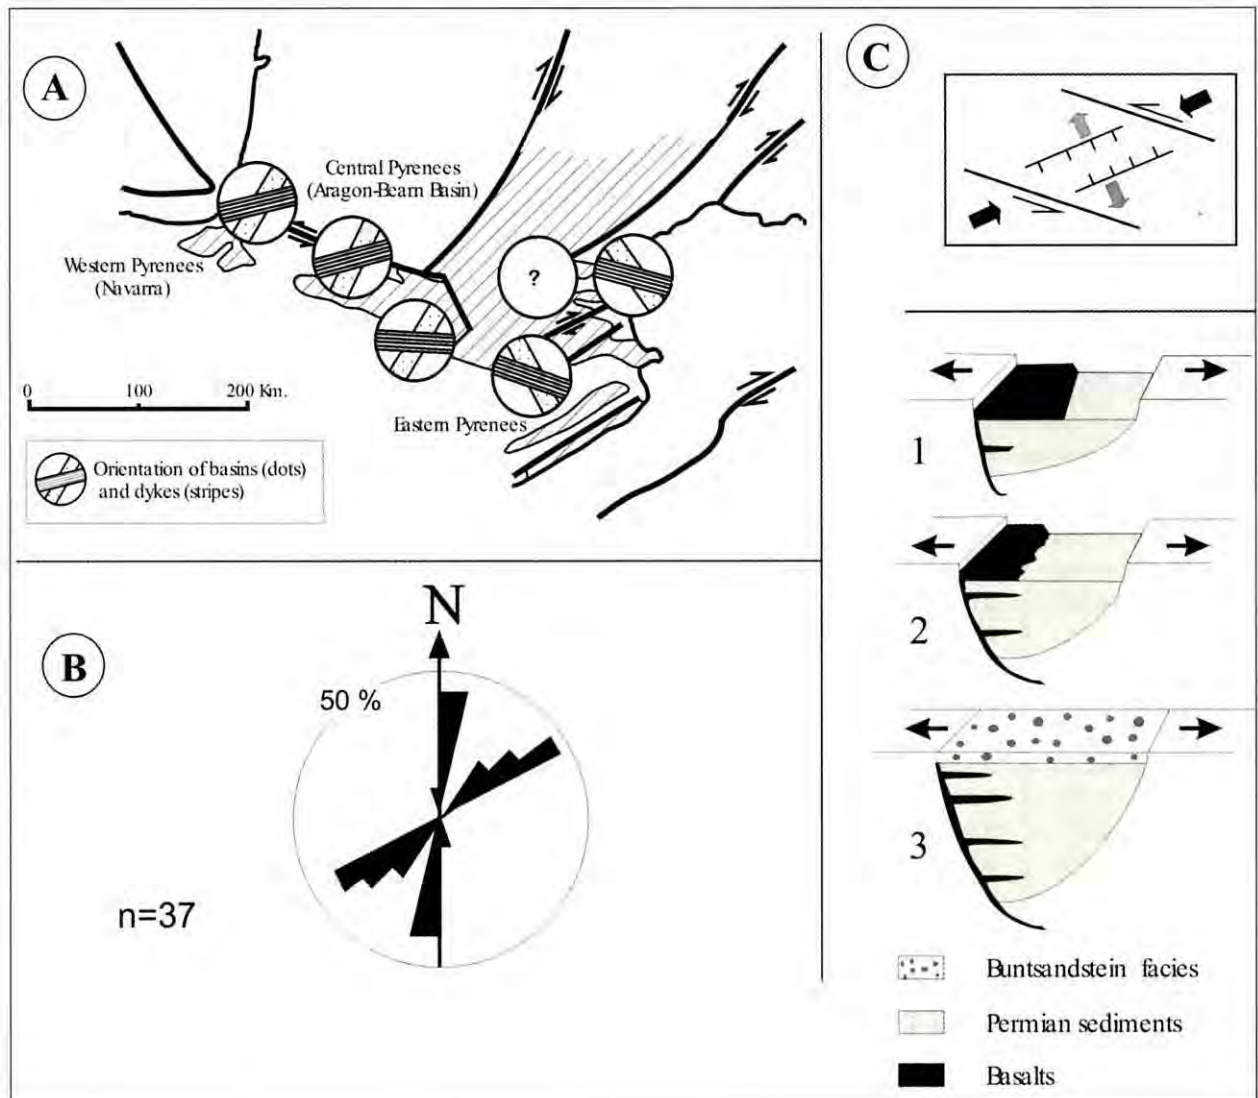 A
Central Pyrenees
(Aragon-Bearn Basin)
Western Pyrenees
(Navarra)
?
0 100 200 Km.
Eastern Pyrenees
Orientation of basins (dots)
and dykes (stripes)
B
N
50 %
n=37
C
1
2
3
Buntsandstein facies
Permian sediments
Basalts